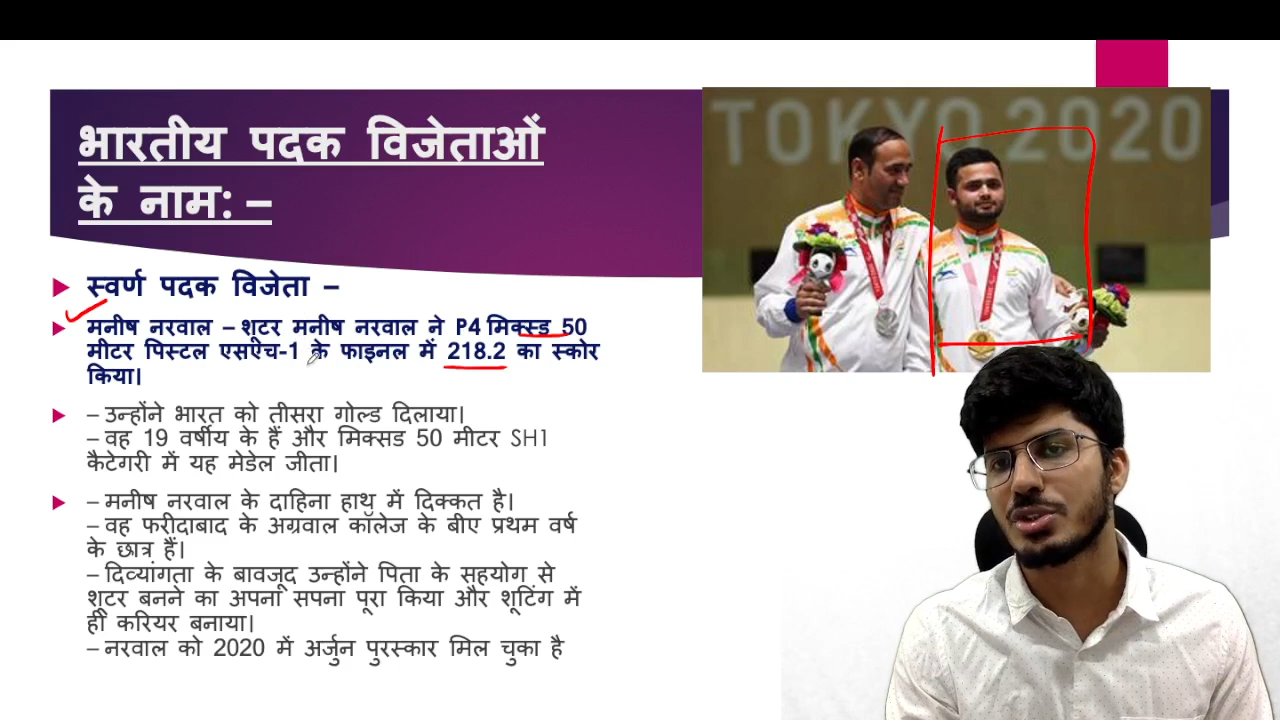 भारतीय पदक विजेताओं
के नाम: –
TOKYO 2020
स्वर्ण पदक विजेता –
मनीष नरवाल – शूटर मनीष नरवाल ने P4 मिक्स्ड 50
मीटर पिस्टल एसएच-1 के फाइनल में 218.2 का स्कोर
किया।
– उन्होंने भारत को तीसरा गोल्ड दिलाया।
– वह 19 वर्षीय के हैं और मिक्सड 50 मीटर SH1
कैटेगरी में यह मेडेल जीता।
– मनीष नरवाल के दाहिना हाथ् में दिक्कत है।
– वह फरीदाबाद के अग्रवाल कॉलेज के बीए प्रथम वर्ष
के छात्र हैं।
– दिव्यांगता के बावजूद उन्होंने पिता के सहयोग से
शूटर बनने का अपना सपना पूरा किया और शूटिंग में
ही करियर बनाया।
– नरवाल को 2020 में अर्जुन पुरस्कार मिल चुका है